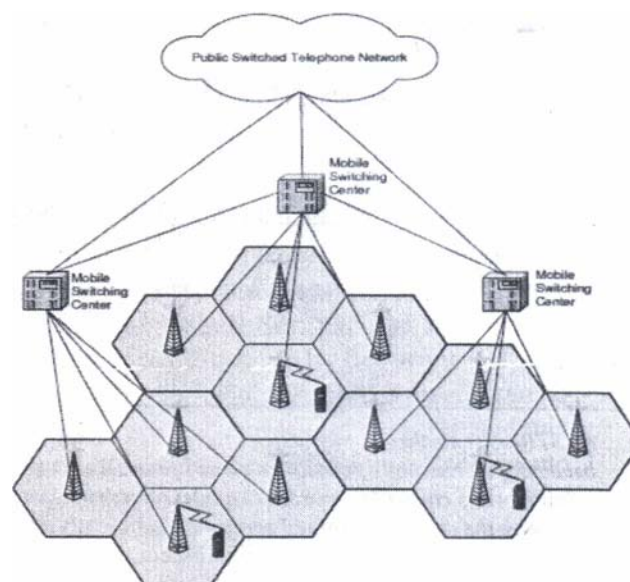 Public Switched Telephone Network
Mobile
Switching
Center
Mobile
Switching
Center
Mobile
Switching
Center